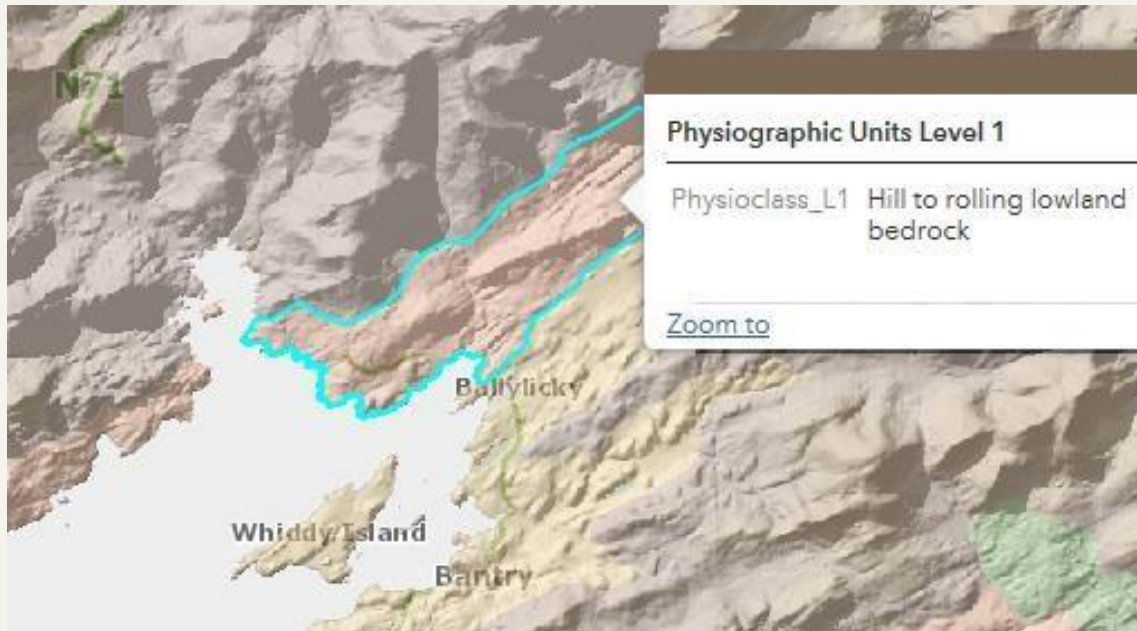 N71
Physiographic Units Level 1
Physioclass_L1 Hill to rolling lowland
bedrock
Zoom to
Ballylicky
Whiddy Island
Bantry